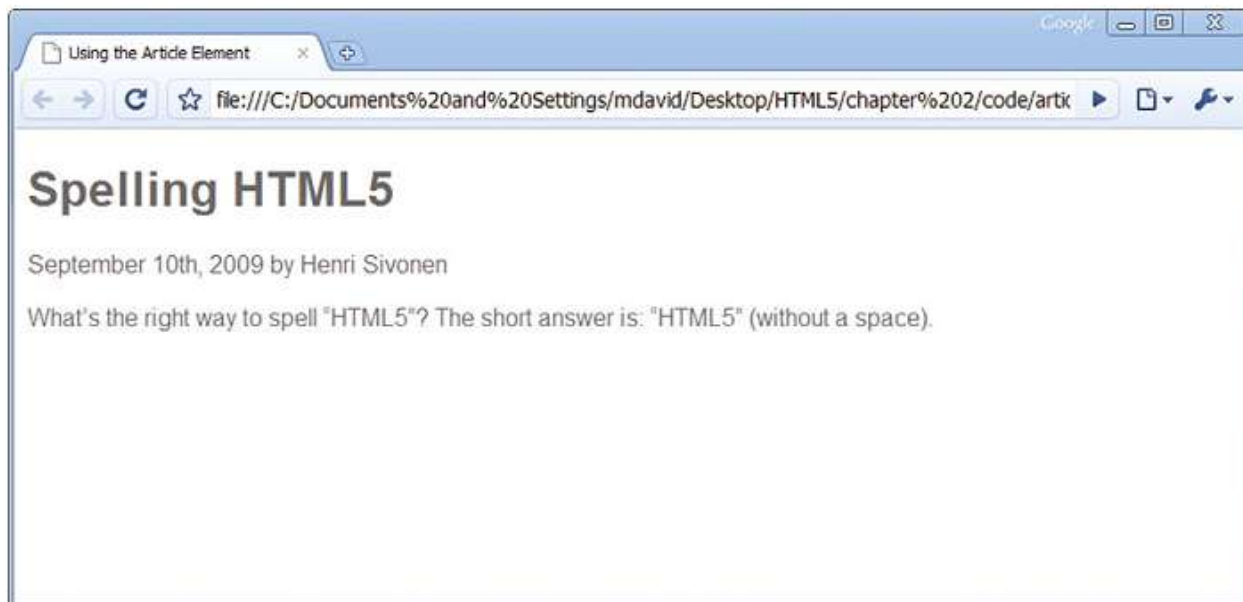 Google
Using the Article Element
file:///C:/Documents%20and%20Settings/mdavid/Desktop/HTML5/chapter%202/code/artic
Spelling HTML5
September 10th, 2009 by Henri Sivonen
What's the right way to spell "HTML5"? The short answer is: "HTML5" (without a space).